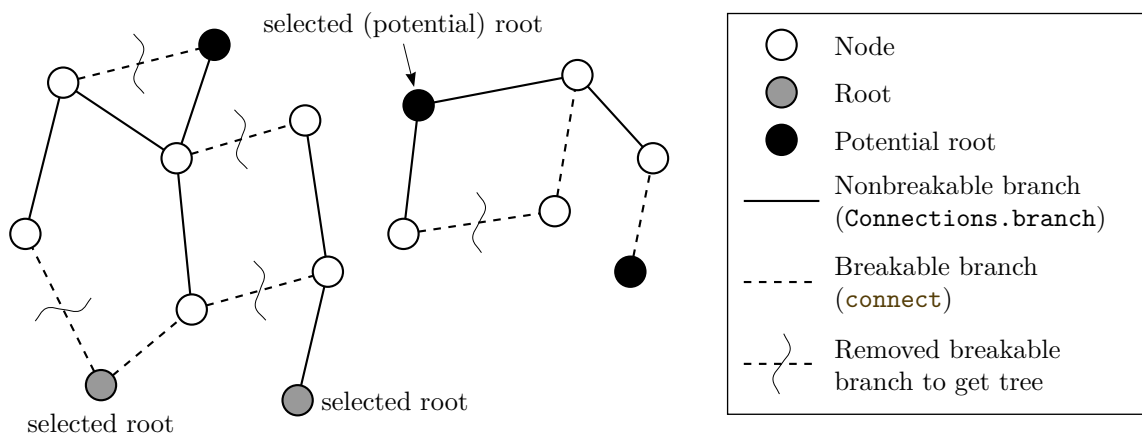 selected (potential) root
selected root
selected root
Node
Root
Potential root
Nonbreakable branch
(Connections.branch)
Breakable branch
(connect)
Removed breakable
branch to get tree